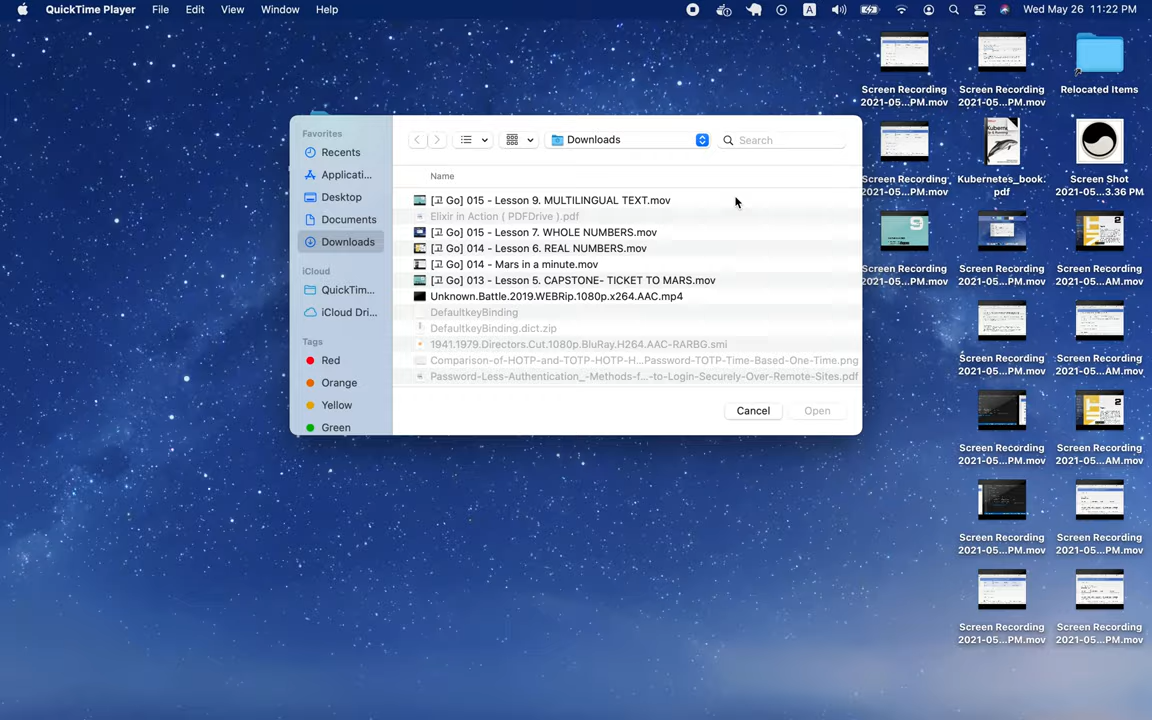 QuickTime Player File Edit View Window Help
A
Wed May 26 11:22 PM
Favorites
Recents
Applicati...
Desktop
Documents
Downloads
iCloud
QuickTim...
iCloud Dri...
Tags
Red
Orange
Yellow
Green
Downloads
Search
Name
[고 Go] 015 - Lesson 9. MULTILINGUAL TEXT.mov
Elixir in Action ( PDFDrive ).pdf
[고 Go] 015 - Lesson 7. WHOLE NUMBERS.mov
[고 Go] 014 - Lesson 6. REAL NUMBERS.mov
[고 Go] 014 - Mars in a minute.mov
[고 Go] 013 - Lesson 5. CAPSTONE- TICKET TO MARS.mov
Unknown.Battle.2019.WEBRip.1080p.x264.AAC.mp4
DefaultkeyBinding
DefaultkeyBinding.dict.zip
1941.1979.Directors.Cut.1080p.BluRay.H264.AAC-RARBG.smi
Comparison-of-HOTP-and-TOTP-HOTP-H...Password-TOTP-Time-Based-One-Time.png
Password-Less-Authentication_-Methods-f...-to-Login-Securely-Over-Remote-Sites.pdf
Cancel
Open
Screen Recording
2021-05...PM.mov
Screen Recording
2021-05...PM.mov
Relocated Items
Screen Recording
2021-05...PM.mov
Kubernetes_book.
pdf
Screen Shot
2021-05...3.36 PM
Screen Recording
2021-05...PM.mov
Screen Recording
2021-05...PM.mov
Screen Recording
2021-05...AM.mov
Screen Recording
2021-05...PM.mov
Screen Recording
2021-05...AM.mov
Screen Recording
2021-05...PM.mov
Screen Recording
2021-05...AM.mov
Screen Recording
2021-05...PM.mov
Screen Recording
2021-05...PM.mov
Screen Recording
2021-05...PM.mov
Screen Recording
2021-05...PM.mov